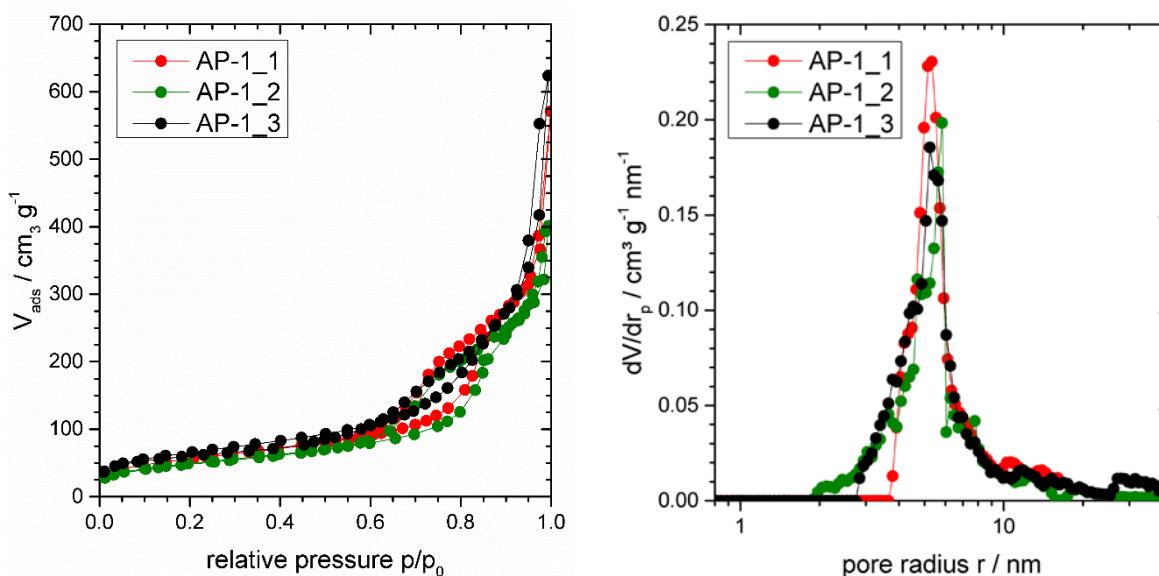 700
600
500
400
300
200
100
0
0.0 0.2 0.4 0.6 0.8 1.0
V_ads / cm_3 g^-1
relative pressure p/p_0
AP-1_1
AP-1_2
AP-1_3
0.25
0.20
0.15
0.10
0.05
0.00
1 10
dV/dr_p / cm³ g^-1 nm^-1
pore radius r / nm
AP-1_1
AP-1_2
AP-1_3